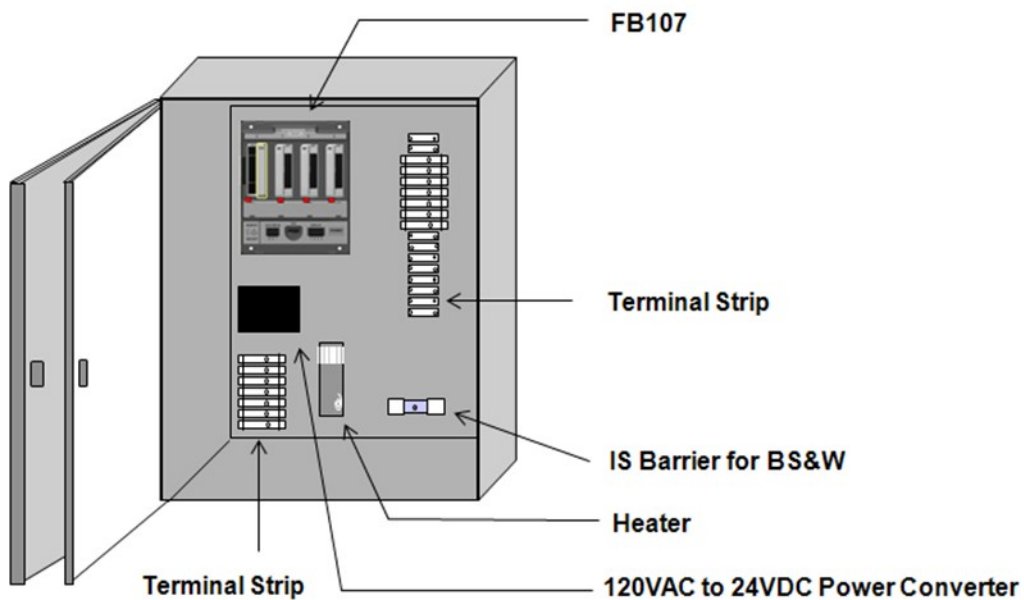 FB107
Terminal Strip
IS Barrier for BS&W
Heater
Terminal Strip
120VAC to 24VDC Power Converter